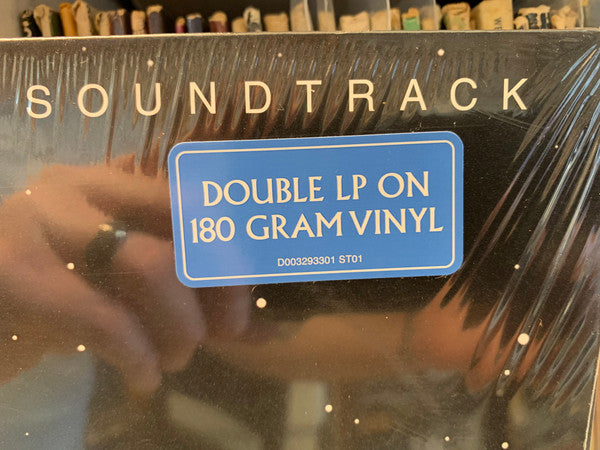 SOUNDTRACK
DOUBLE LP ON
180 GRAM VINYL
D003293301 ST01